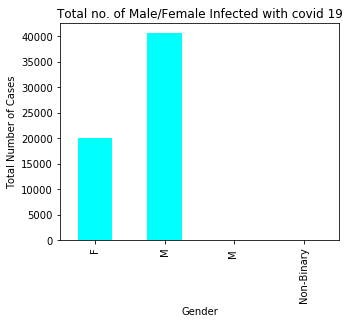 Total no. of Male/Female Infected with covid 19
40000
35000
30000
25000
20000
15000
10000
5000
0
Total Number of Cases
F
M
M
Non-Binary
Gender